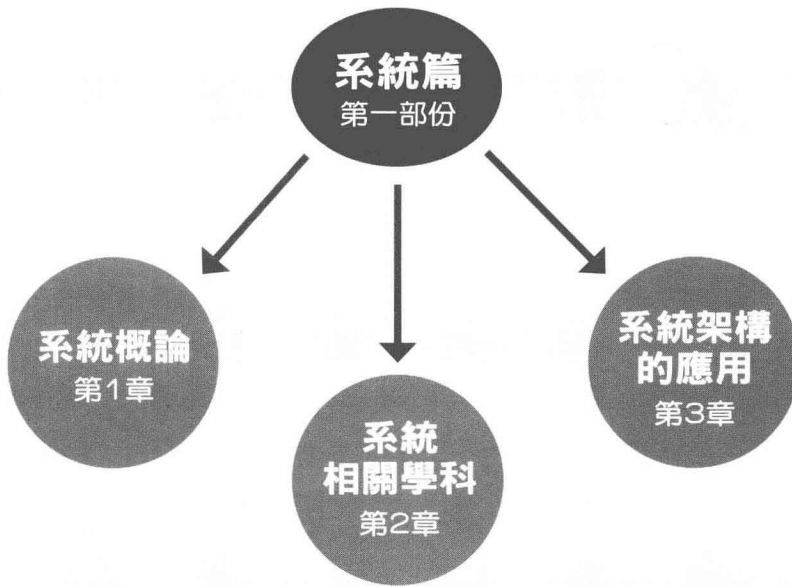 系統篇
第一部份
系統概論
第1章
系統
相關學科
第2章
系統架構
的應用
第3章